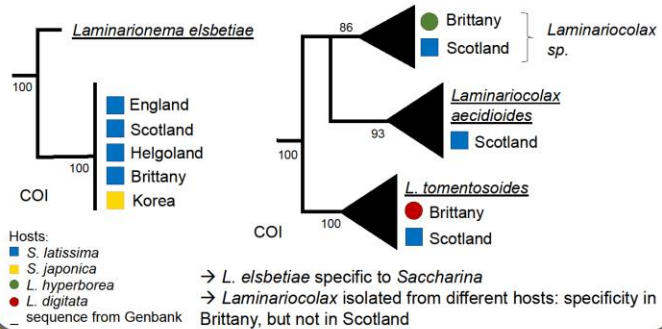 Laminarionema elsbetiae
100
England
Scotland
Helgoland
Brittany
Korea
100
COI
Hosts:
S. latissima
S. japonica
L. hyperborea
L. digitata
_ sequence from Genbank
86
Brittany
Scotland
Laminariocolax
sp.
Laminariocolax
aecidioides
93
Scotland
100
L. tomentosoides
Brittany
100
Scotland
COI
→ L. elsbetiae specific to Saccharina
→ Laminariocolax isolated from different hosts: specificity in
Brittany, but not in Scotland